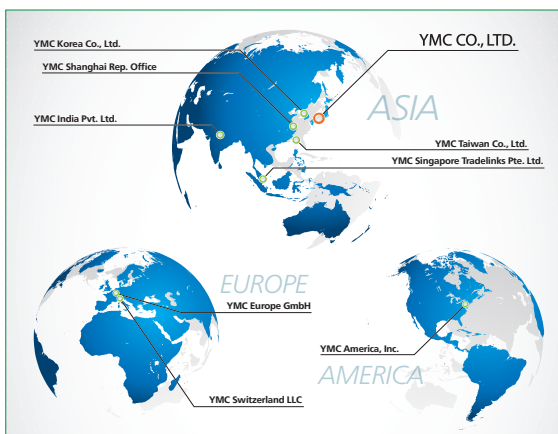 YMC Korea Co., Ltd.
YMC CO., LTD.
YMC Shanghai Rep. Office
ASIA
YMC India Pvt. Ltd.
YMC Taiwan Co., Ltd.
YMC Singapore Tradelinks Pte. Ltd.
EUROPE
YMC Europe GmbH
YMC America, Inc.
AMERICA
YMC Switzerland LLC